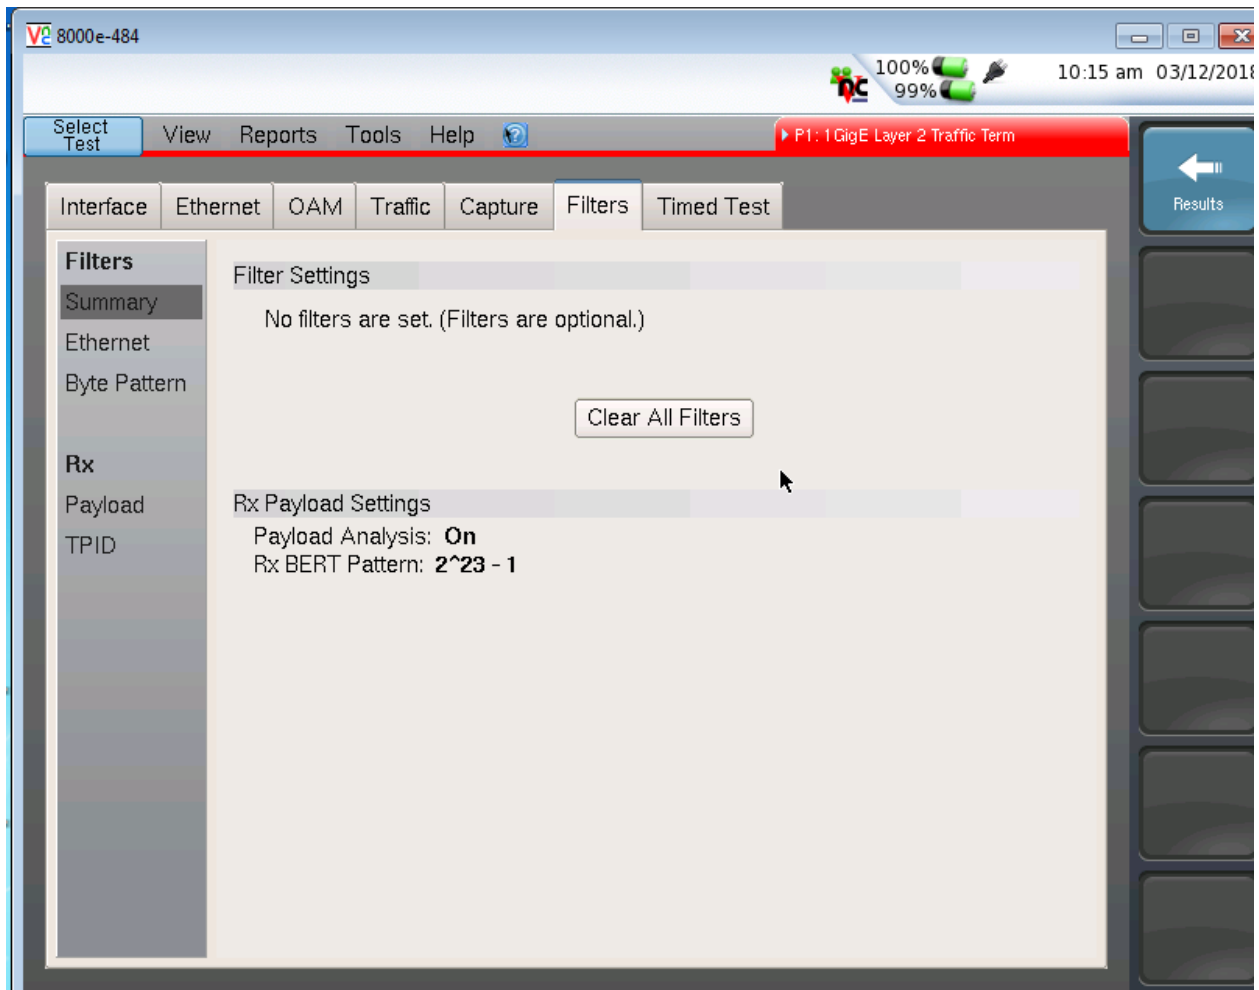 8000e-484
100%
99%
10:15 am 03/12/2018
Select
Test
View Reports Tools Help
P1: 1 GigE Layer 2 Traffic Term
Results
Interface Ethernet OAM Traffic Capture Filters Timed Test
Filters
Summary
Ethernet
Byte Pattern
Rx
Payload
TPID
Filter Settings
No filters are set. (Filters are optional.)
Clear All Filters
Rx Payload Settings
Payload Analysis: On
Rx BERT Pattern: 2^23 - 1